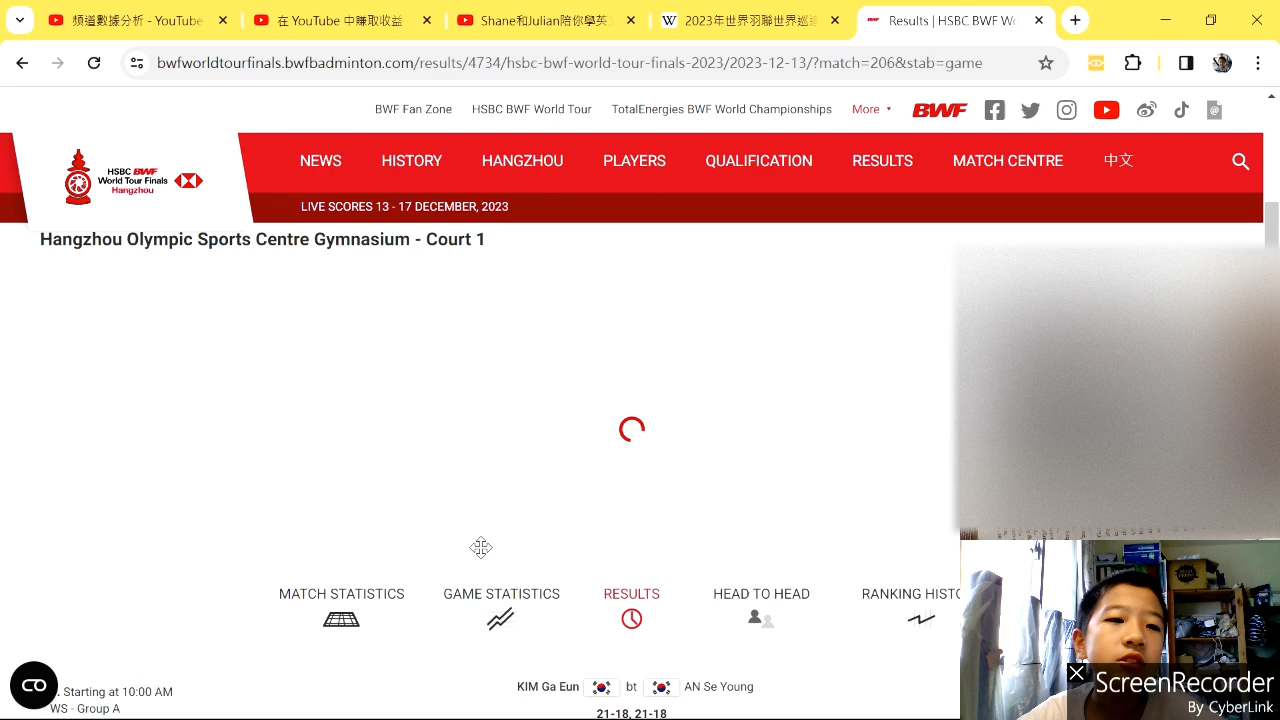 頻道數據分析 - YouTube
在 YouTube 中賺取收益 -
Shane和Julian陪你學英
2023年世界羽聯世界巡
Results | HSBC BWF Wo
bwfworldtourfinals.bwfbadminton.com/results/4734/hsbc-bwf-world-tour-finals-2023/2023-12-13/?match=206&stab=game
BWF Fan Zone HSBC BWF World Tour TotalEnergies BWF World Championships More BWF
HSBC BWF
World Tour Finals
Hangzhou
NEWS HISTORY HANGZHOU PLAYERS QUALIFICATION RESULTS MATCH CENTRE 中文
LIVE SCORES 13 - 17 DECEMBER, 2023
Hangzhou Olympic Sports Centre Gymnasium - Court 1
MATCH STATISTICS GAME STATISTICS RESULTS HEAD TO HEAD RANKING HISTO
. Starting at 10:00 AM
WS - Group A
KIM Ga Eun bt AN Se Young
21-18, 21-18
ScreenRecorder
By CyberLink